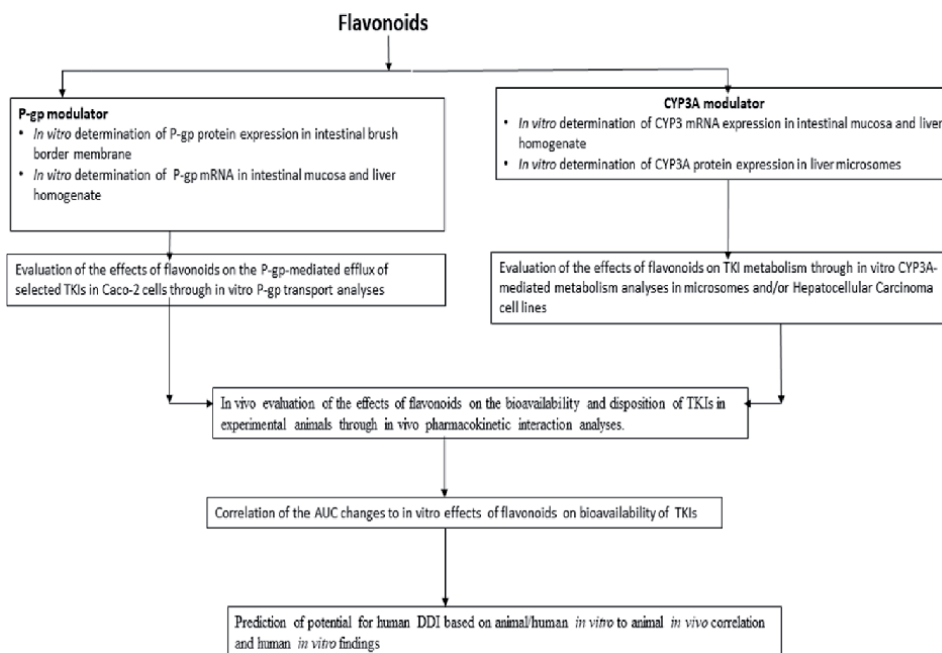 Flavonoids
P-gp modulator
• In vitro determination of P-gp protein expression in intestinal brush
border membrane
• In vitro determination of P-gp mRNA in intestinal mucosa and liver
homogenate
CYP3A modulator
• In vitro determination of CYP3 mRNA expression in intestinal mucosa and liver
homogenate
• In vitro determination of CYP3A protein expression in liver microsomes
Evaluation of the effects of flavonoids on the P-gp-mediated efflux of
selected TKIs in Caco-2 cells through in vitro P-gp transport analyses
Evaluation of the effects of flavonoids on TKI metabolism through in vitro CYP3A-
mediated metabolism analyses in microsomes and/or Hepatocellular Carcinoma
cell lines
In vivo evaluation of the effects of flavonoids on the bioavailability and disposition of TKIs in
experimental animals through in vivo pharmacokinetic interaction analyses.
Correlation of the AUC changes to in vitro effects of flavonoids on bioavailability of TKIs
Prediction of potential for human DDI based on animal/human in vitro to animal in vivo correlation
and human in vitro findings